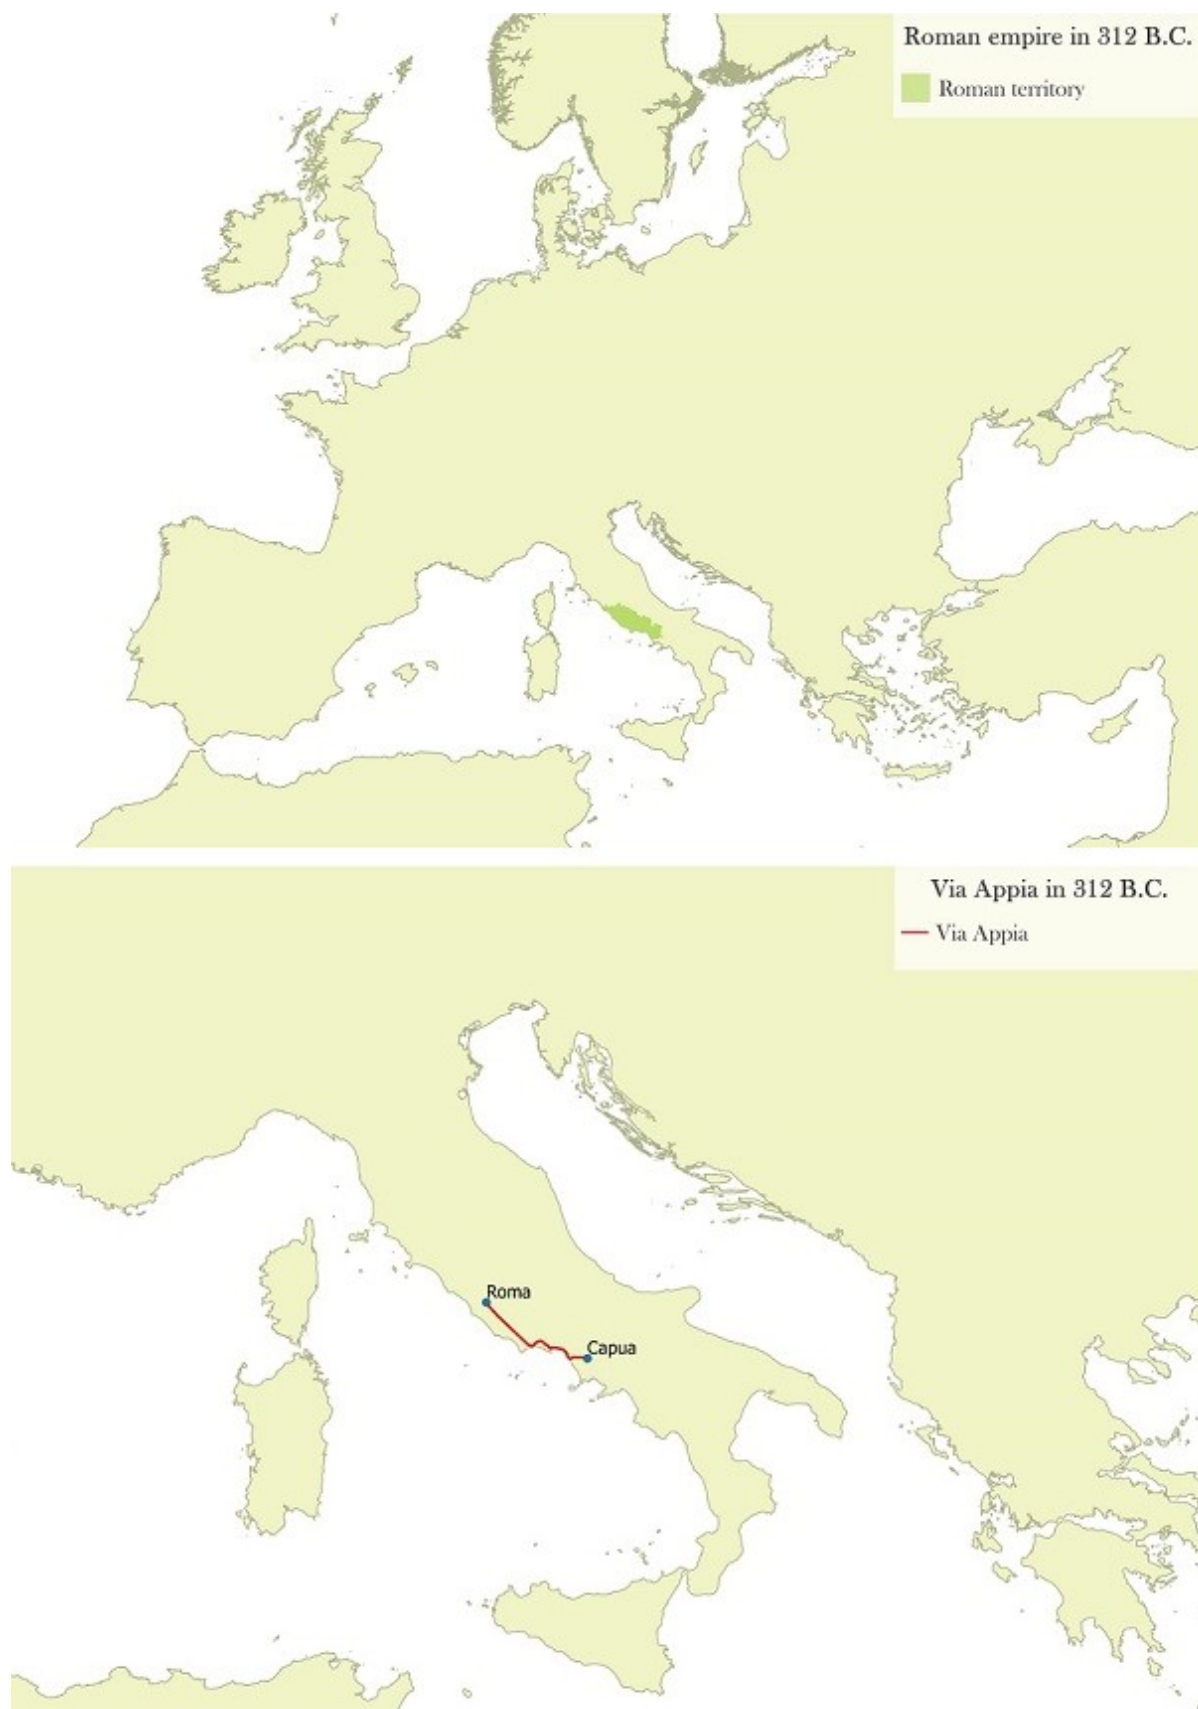 Roman empire in 312 B.C.
Roman territory
Via Appia in 312 B.C.
Via Appia
Roma
Capua